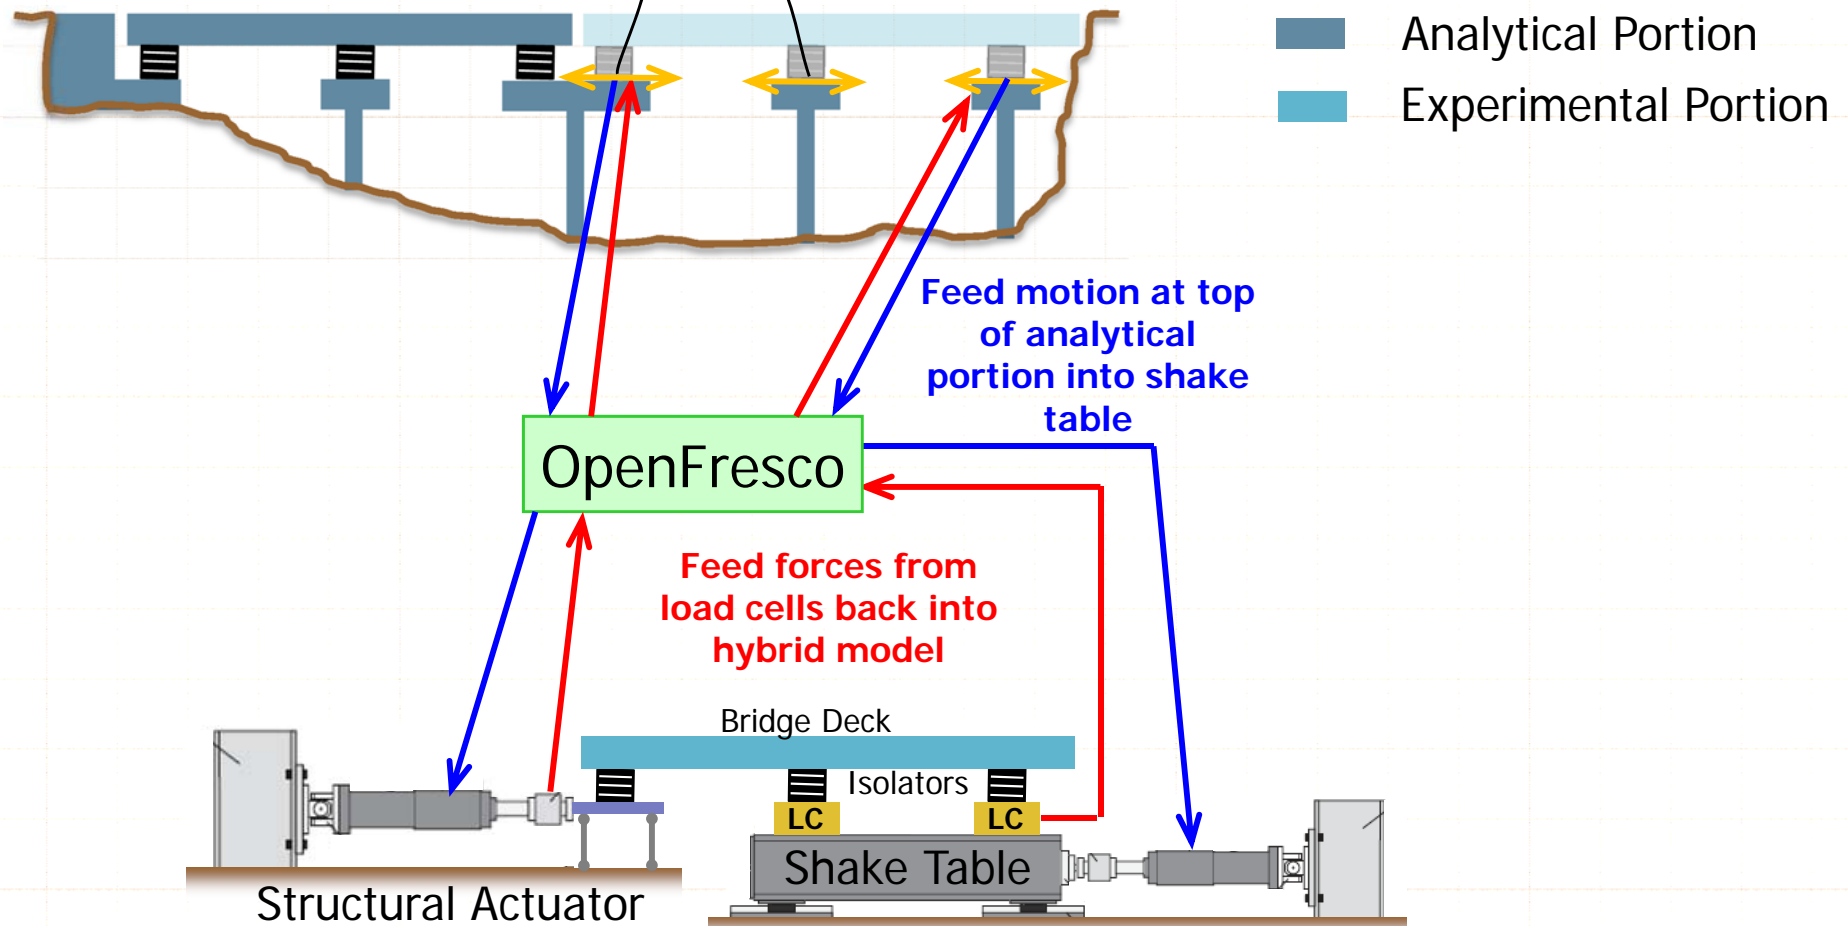 Analytical Portion
Experimental Portion
Feed motion at top
of analytical
portion into shake
table
OpenFresco
Feed forces from
load cells back into
hybrid model
Bridge Deck
Isolators
LC
LC
Shake Table
Structural Actuator